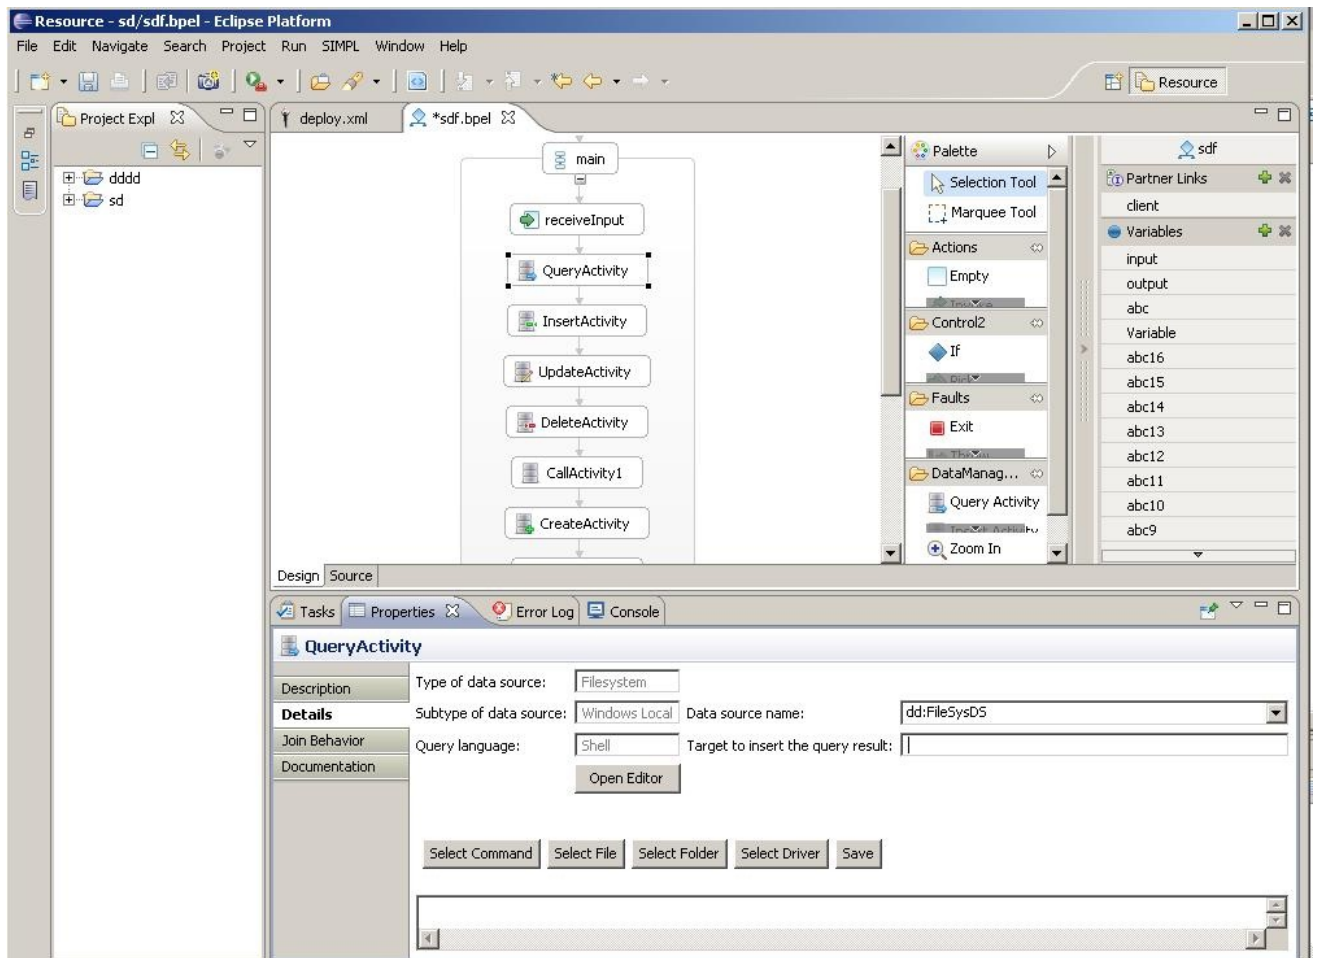 Resource - sd/sdf.bpel - Eclipse Platform
File Edit Navigate Search Project Run SIMPL Window Help
Resource
Project Expl
dddd
sd
deploy.xml
*sdf.bpel
main
receiveInput
QueryActivity
InsertActivity
UpdateActivity
DeleteActivity
CallActivity1
CreateActivity
Palette
Selection Tool
Marquee Tool
Actions
Empty
Control2
If
Faults
Exit
DataManag...
Query Activity
Zoom In
sdf
Partner Links
client
Variables
input
output
abc
Variable
abc16
abc15
abc14
abc13
abc12
abc11
abc10
abc9
Design Source
Tasks Properties Error Log Console
QueryActivity
Description
Details
Join Behavior
Documentation
Type of data source: Filesystem
Subtype of data source: Windows Local Data source name: dd:FileSysDS
Query language: Shell Target to insert the query result:
Open Editor
Select Command Select File Select Folder Select Driver Save